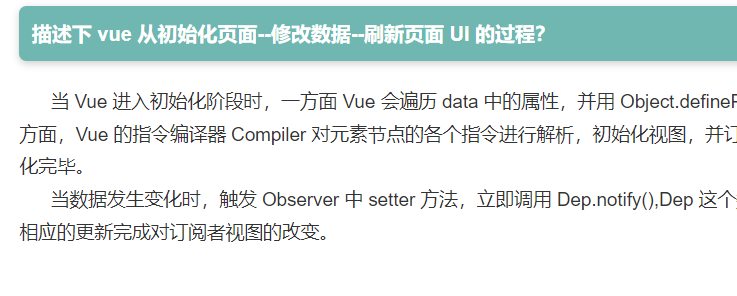 描述下 vue 从初始化页面--修改数据--刷新页面 UI 的过程？
当 Vue 进入初始化阶段时，一方面 Vue 会遍历 data 中的属性，并用 Object.define
方面，Vue 的指令编译器 Compiler 对元素节点的各个指令进行解析，初始化视图，并订
化完毕。
当数据发生变化时，触发 Observer 中 setter 方法，立即调用 Dep.notify(),Dep 这个
相应的更新完成对订阅者视图的改变。